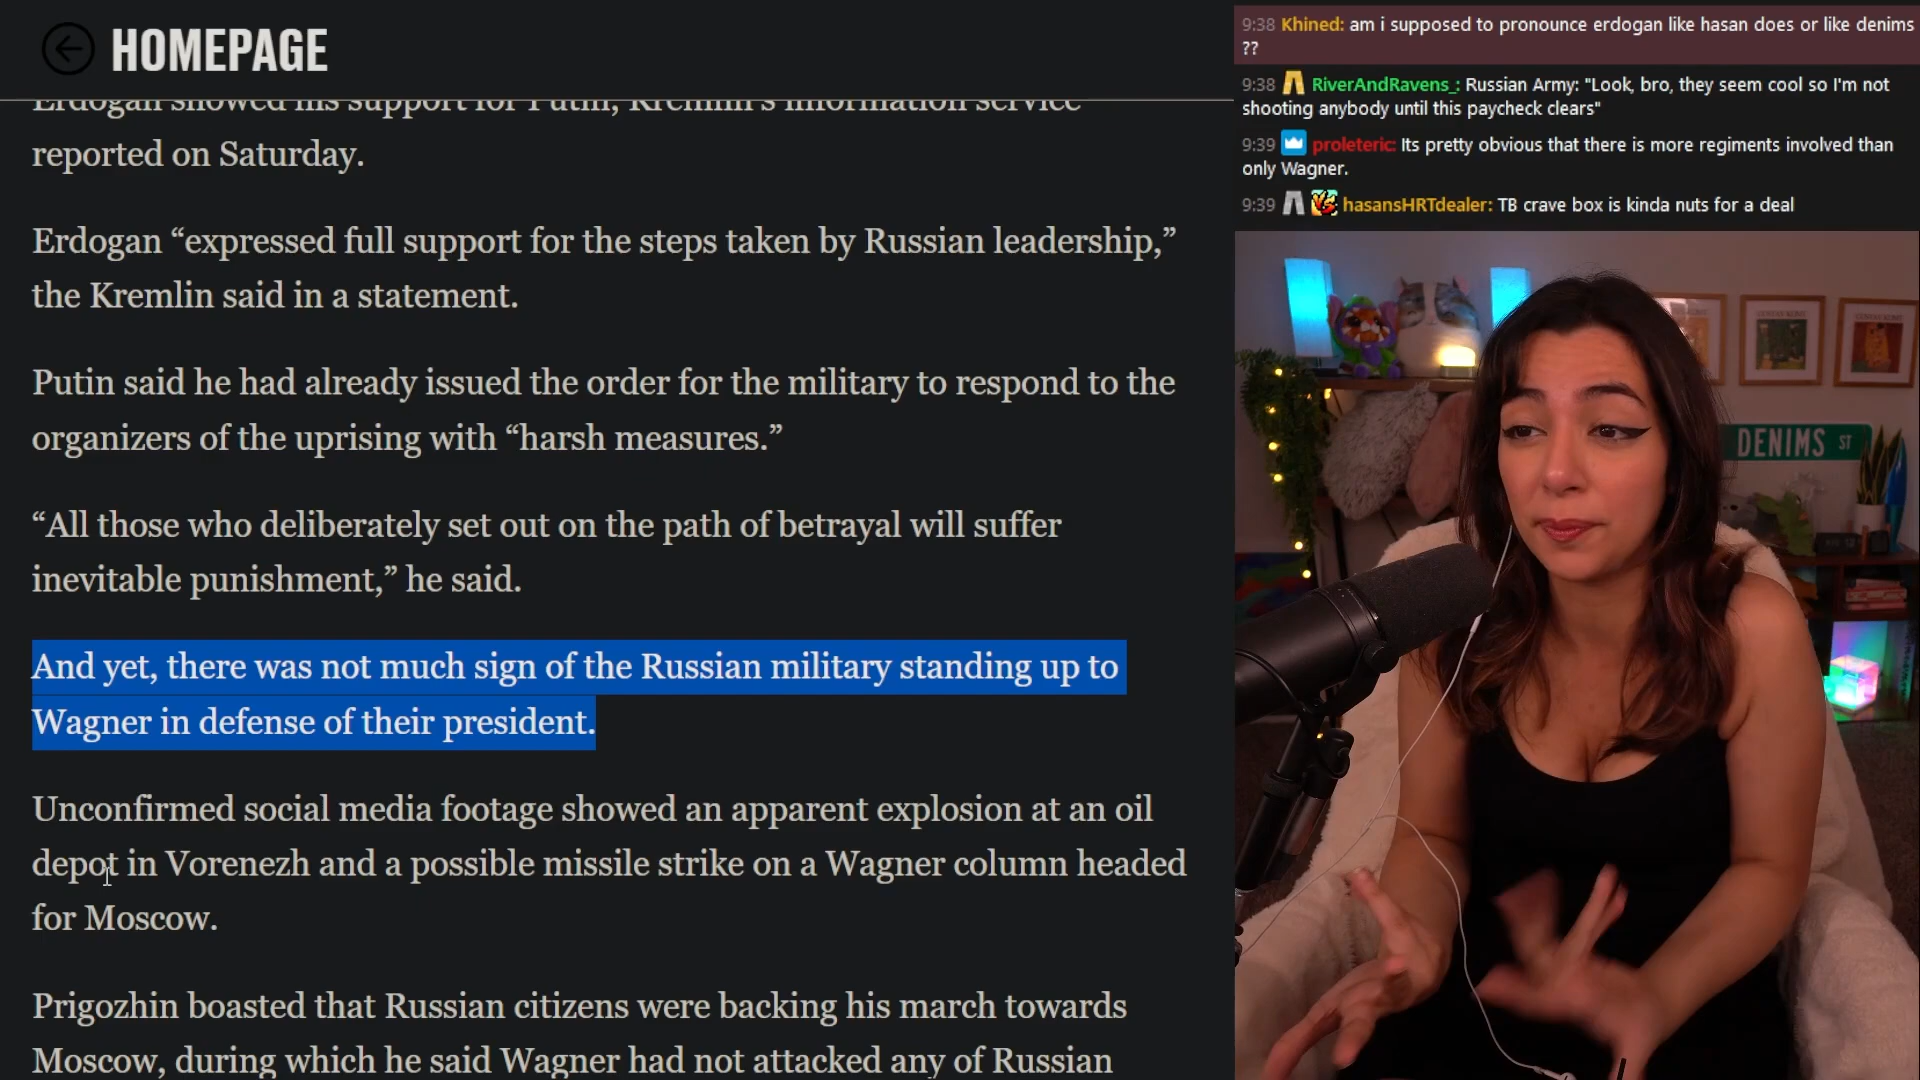 HOMEPAGE
Erdogan showed his support for Putin, Kremlin's information service
reported on Saturday.
Erdogan “expressed full support for the steps taken by Russian leadership,”
the Kremlin said in a statement.
Putin said he had already issued the order for the military to respond to the
organizers of the uprising with “harsh measures.”
“All those who deliberately set out on the path of betrayal will suffer
inevitable punishment,” he said.
And yet, there was not much sign of the Russian military standing up to
Wagner in defense of their president.
Unconfirmed social media footage showed an apparent explosion at an oil
depot in Vorenezh and a possible missile strike on a Wagner column headed
for Moscow.
Prigozhin boasted that Russian citizens were backing his march towards
Moscow, during which he said Wagner had not attacked any of Russian
9:38 Khined: am i supposed to pronounce erdogan like hasan does or like denims
??
9:38 RiverAndRavens_: Russian Army: "Look, bro, they seem cool so I'm not
shooting anybody until this paycheck clears"
9:39 proleteric: Its pretty obvious that there is more regiments involved than
only Wagner.
9:39 hasansHRTdealer: TB crave box is kinda nuts for a deal
DENIMS ST